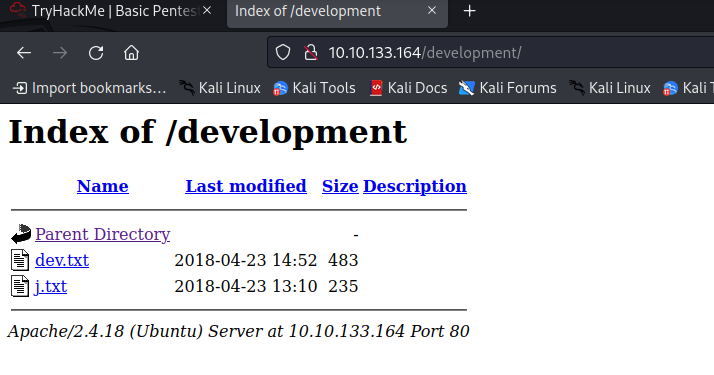 TryHackMe | Basic Pentes
Index of /development
10.10.133.164/development/
Import bookmarks... Kali Linux Kali Tools Kali Docs Kali Forums Kali Linux Kali T
Index of /development
Name Last modified Size Description
Parent Directory -
dev.txt 2018-04-23 14:52 483
j.txt 2018-04-23 13:10 235
Apache/2.4.18 (Ubuntu) Server at 10.10.133.164 Port 80